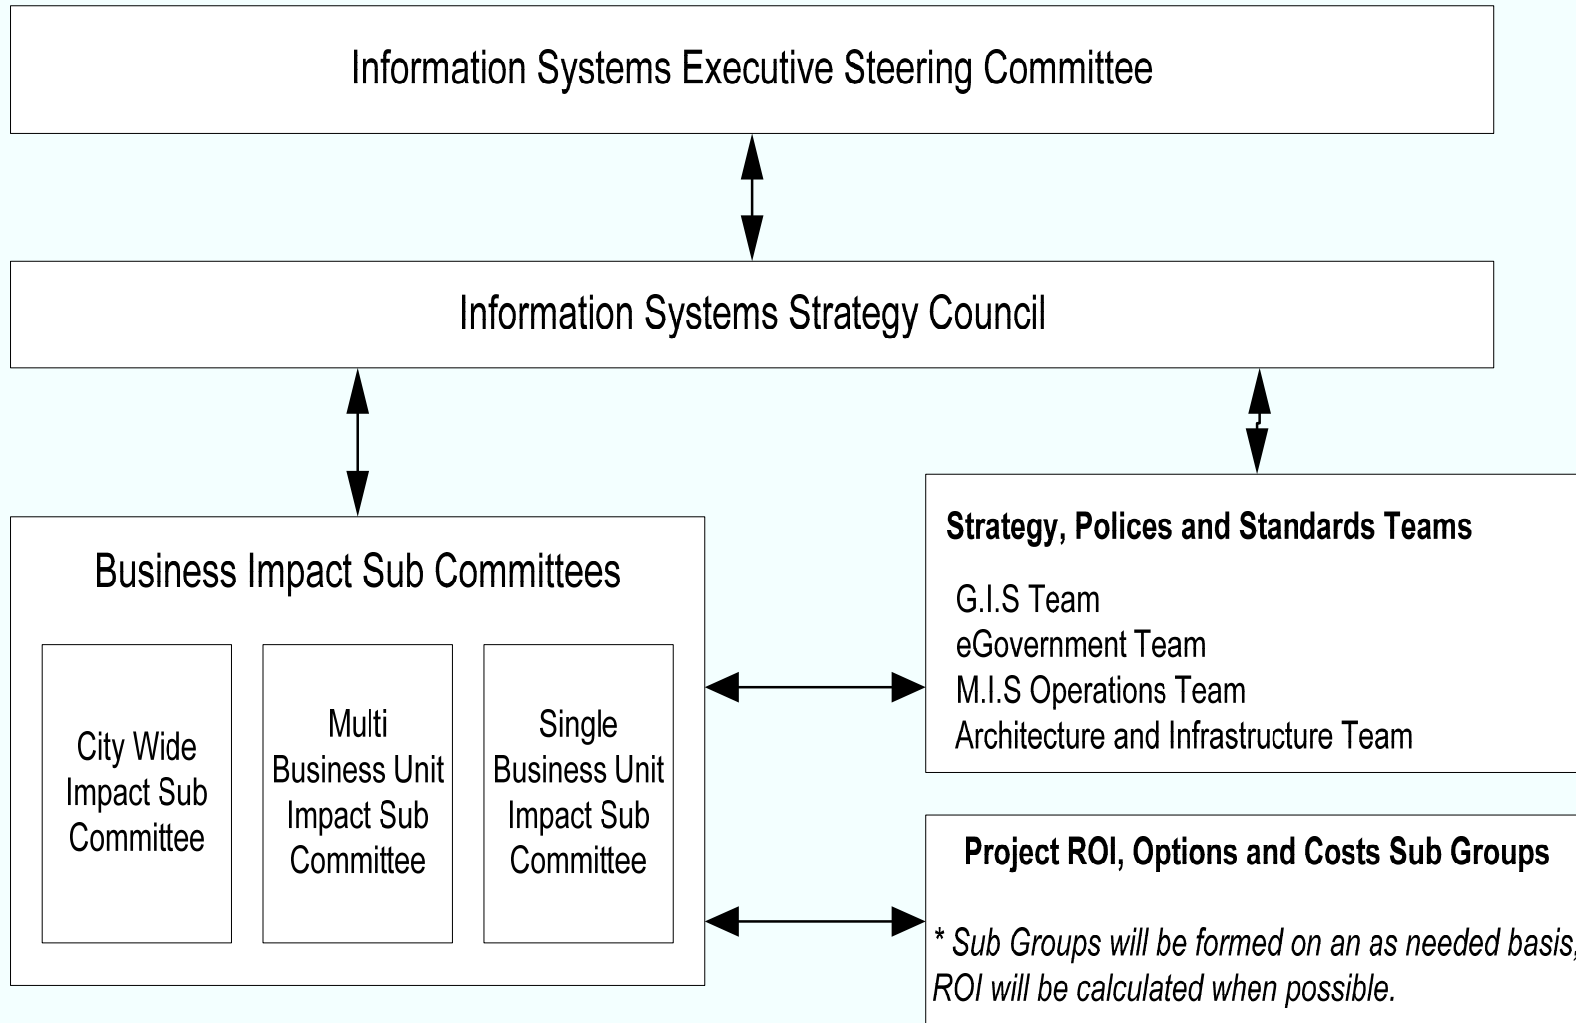 Information Systems Executive Steering Committee
Information Systems Strategy Council
Business Impact Sub Committees
City Wide
Impact Sub
Committee
Multi
Business Unit
Impact Sub
Committee
Single
Business Unit
Impact Sub
Committee
Strategy, Polices and Standards Teams
G.I.S Team
eGovernment Team
M.I.S Operations Team
Architecture and Infrastructure Team
Project ROI, Options and Costs Sub Groups
* Sub Groups will be formed on an as needed basis,
ROI will be calculated when possible.